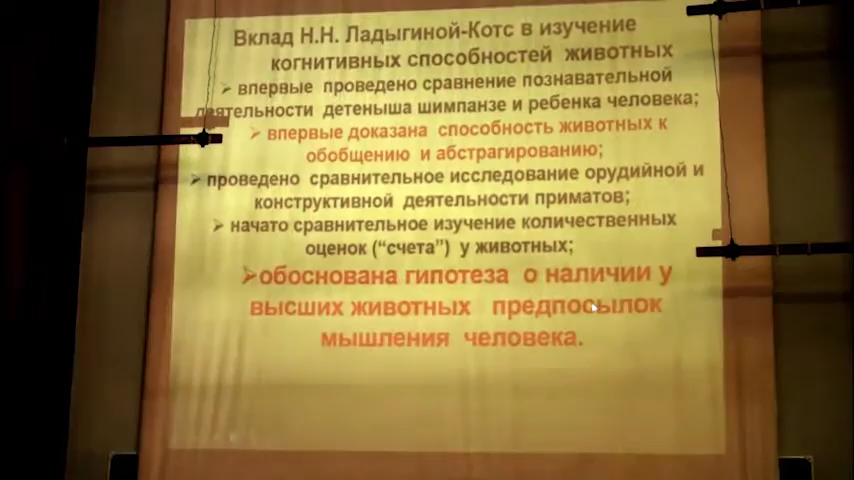 Вклад Н.Н. Ладыгиной-Котс в изучение
когнитивных способностей животных
➢ впервые проведено сравнение познавательной
деятельности детеныша шимпанзе и ребенка человека;
➢ впервые доказана способность животных к
обобщению и абстрагированию;
➢ проведено сравнительное исследование орудийной и
конструктивной деятельности приматов;
➢ начато сравнительное изучение количественных
оценок (“счета”) у животных;
➢обоснована гипотеза о наличии у
высших животных предпосылок
мышления человека.